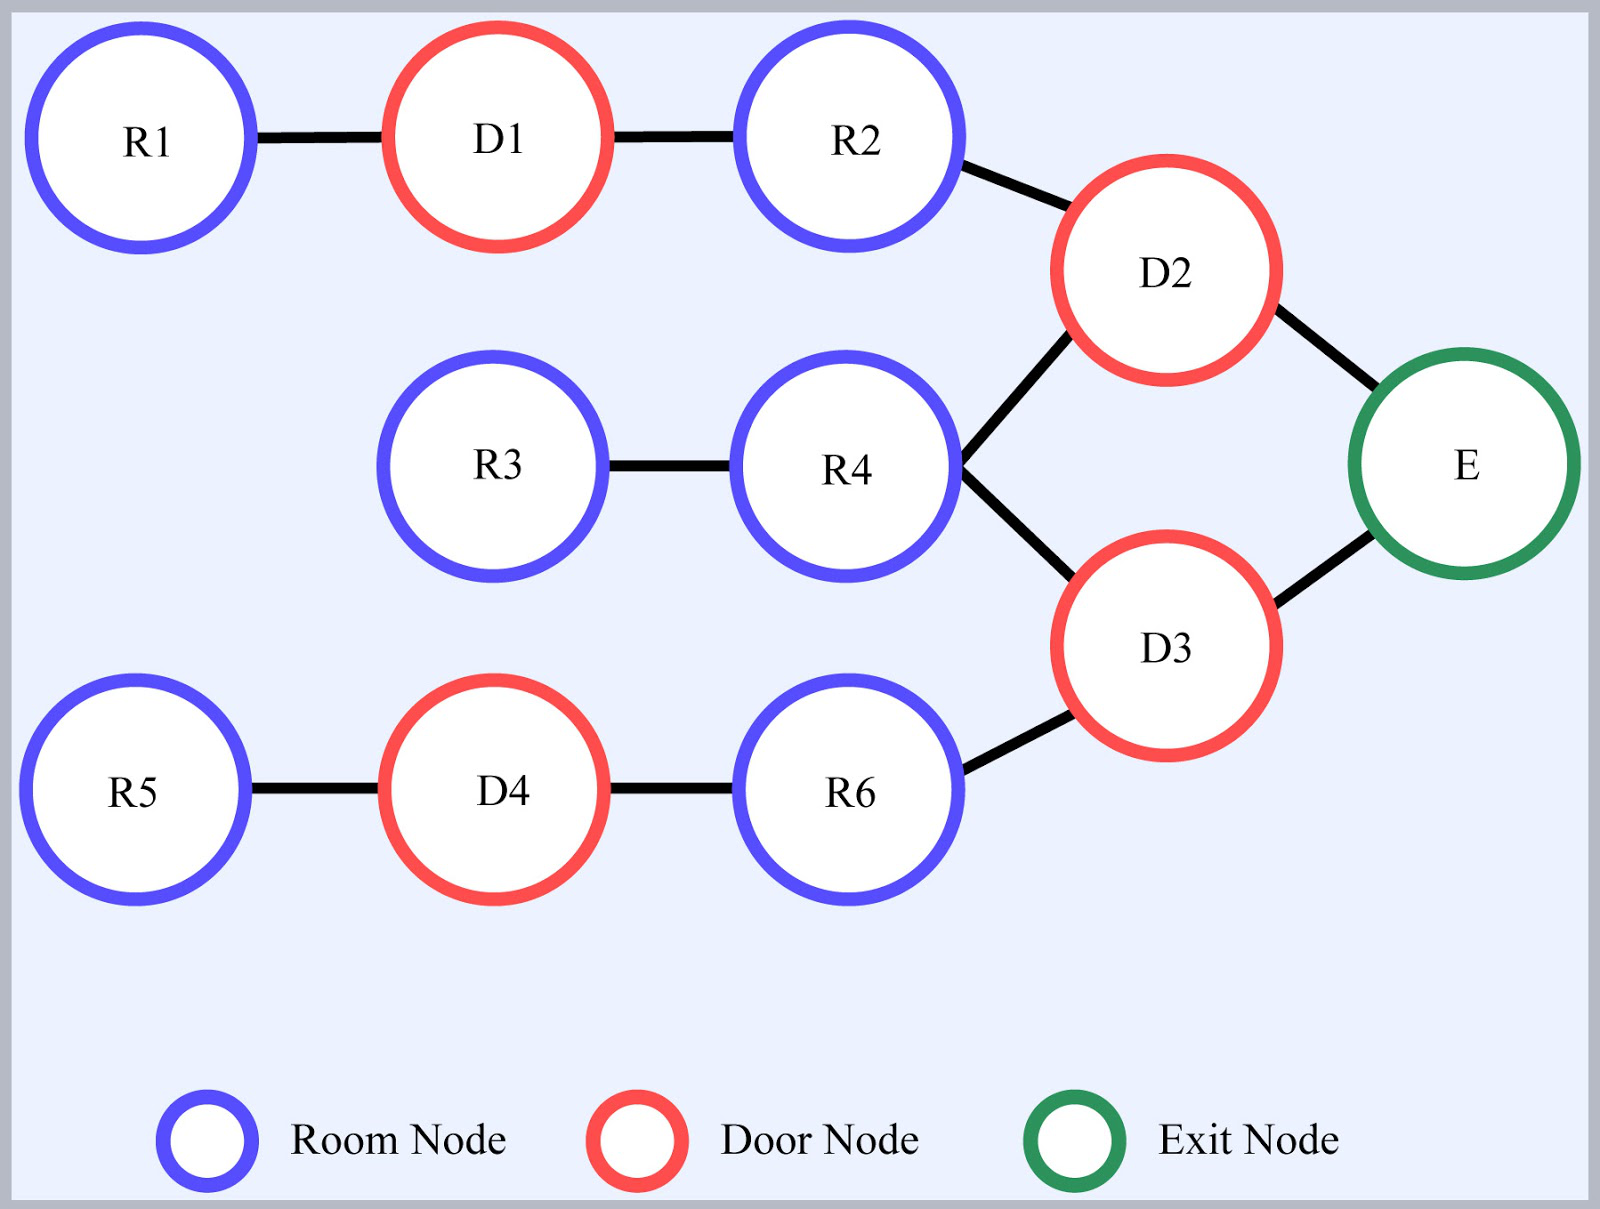 R1
D1
R2
D2
R3
R4
E
D3
R5
D4
R6
Room Node
Door Node
Exit Node